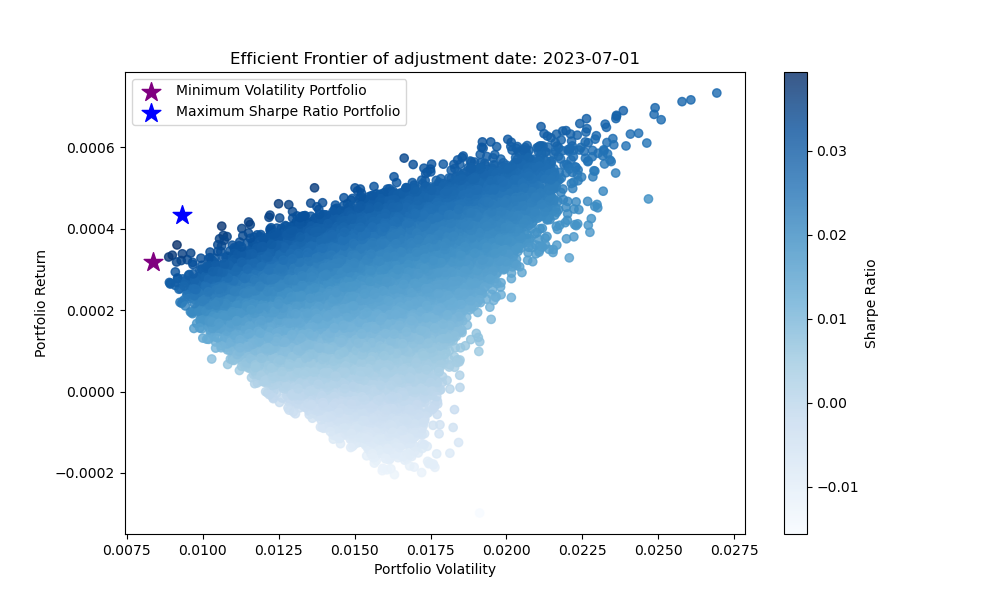 Efficient Frontier of adjustment date: 2023-07-01
Minimum Volatility Portfolio
Maximum Sharpe Ratio Portfolio
Portfolio Return
0.0006
0.0004
0.0002
0.0000
−0.0002
0.0075 0.0100 0.0125 0.0150 0.0175 0.0200 0.0225 0.0250 0.0275
Portfolio Volatility
0.03
0.02
0.01
0.00
−0.01
Sharpe Ratio